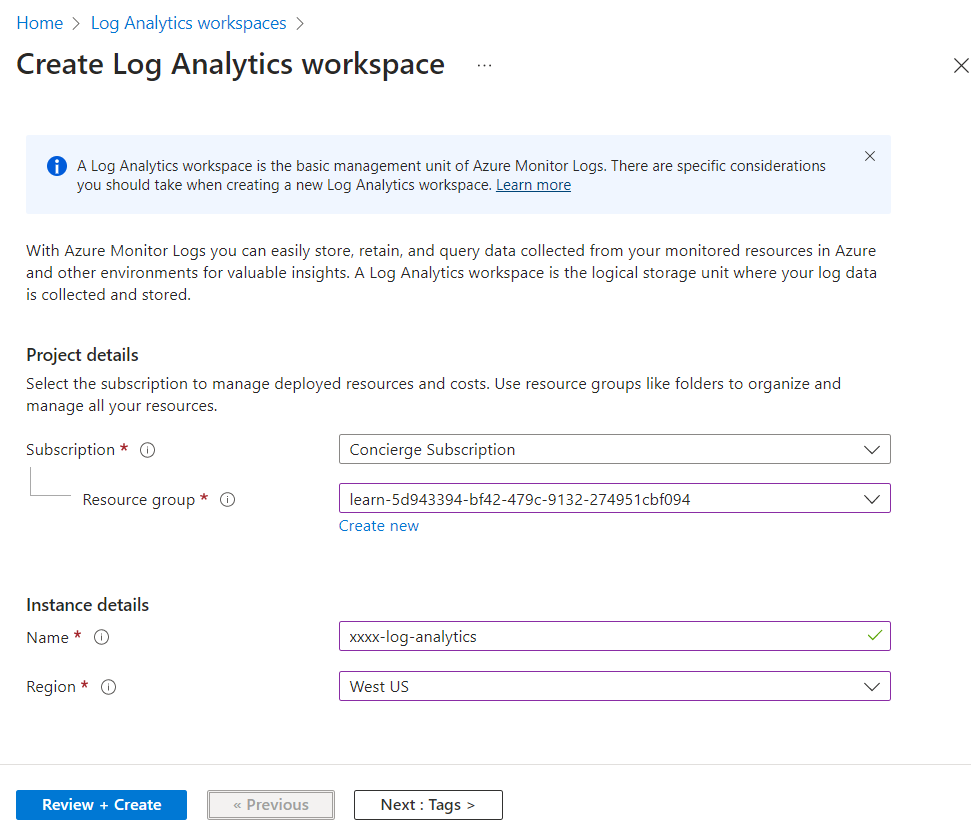 Home > Log Analytics workspaces >
Create Log Analytics workspace ...
A Log Analytics workspace is the basic management unit of Azure Monitor Logs. There are specific considerations
you should take when creating a new Log Analytics workspace. Learn more
With Azure Monitor Logs you can easily store, retain, and query data collected from your monitored resources in Azure
and other environments for valuable insights. A Log Analytics workspace is the logical storage unit where your log data
is collected and stored.
Project details
Select the subscription to manage deployed resources and costs. Use resource groups like folders to organize and
manage all your resources.
Subscription * Concierge Subscription
Resource group * learn-5d943394-bf42-479c-9132-274951cbf094
Create new
Instance details
Name * xxxx-log-analytics
Region * West US
Review + Create « Previous Next : Tags >